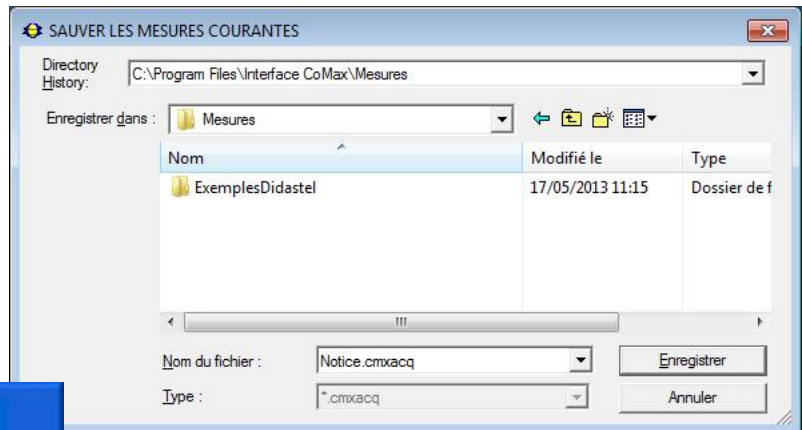 SAUVER LES MESURES COURANTES
Directory History:
C:\Program Files\Interface CoMax\Mesures
Enregistrer dans :
Mesures
Nom Modifié le Type
ExemplesDidastel 17/05/2013 11:15 Dossier de f
Nom du fichier :
Notice.cmxacq
Enregistrer
Type :
*.cmxacq
Annuler